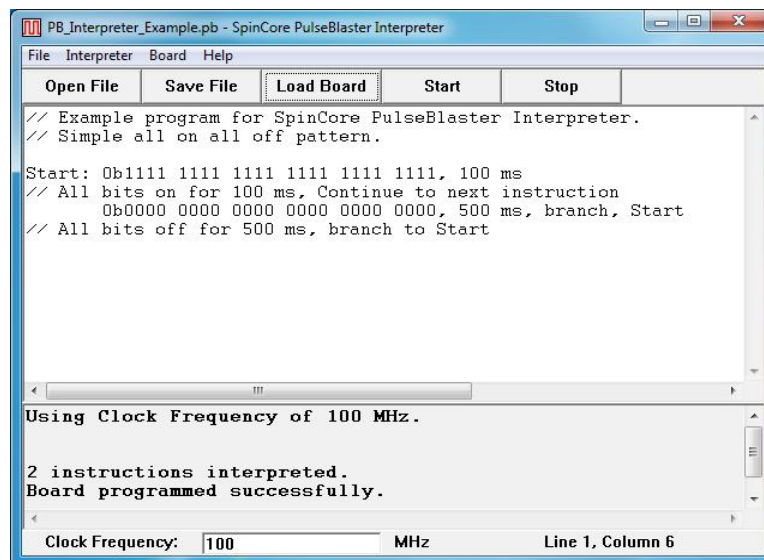 PB_Interpreter_Example.pb - SpinCore PulseBlaster Interpreter
File Interpreter Board Help
Open File Save File Load Board Start Stop
// Example program for SpinCore PulseBlaster Interpreter.
// Simple all on all off pattern.
Start: 0b1111 1111 1111 1111 1111 1111, 100 ms
// All bits on for 100 ms, Continue to next instruction
0b0000 0000 0000 0000 0000 0000, 500 ms, branch, Start
// All bits off for 500 ms, branch to Start
Using Clock Frequency of 100 MHz.
2 instructions interpreted.
Board programmed successfully.
Clock Frequency: 100 MHz Line 1, Column 6